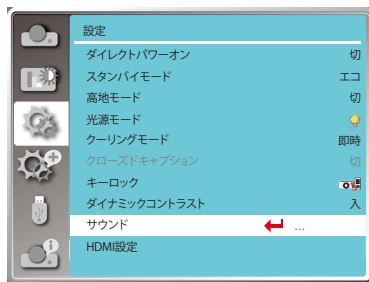 設定
ダイレクトパワーオン 切
スタンバイモード エコ
高地モード 切
光源モード
クーリングモード 即時
クローズドキャプション 切
キーロック
ダイナミックコントラスト 入
サウンド ...
HDMI設定